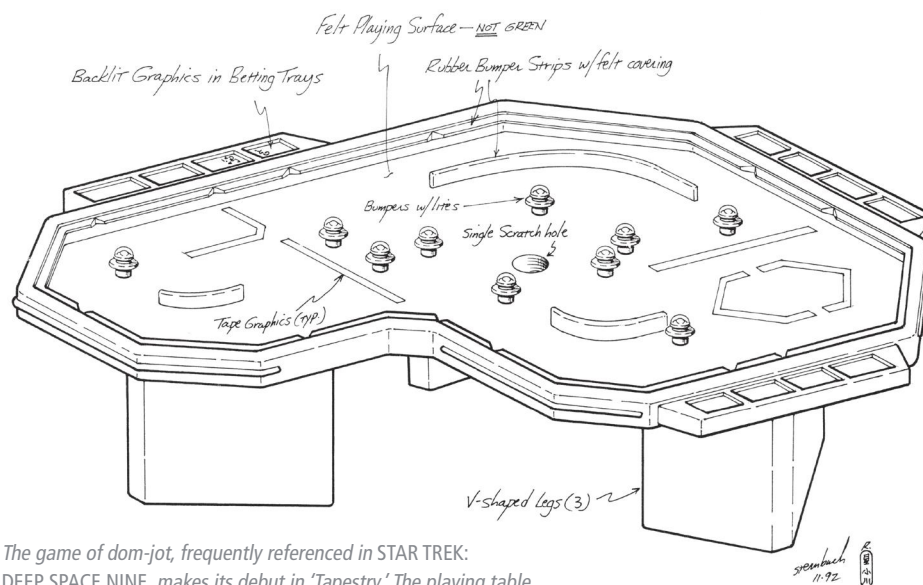 Felt Playing Surface — NOT GREEN
Backlit Graphics in Betting Trays
Rubber Bumper Strips w/felt covering
Bumpers w/lites
Single Scratch hole
Tape Graphics (TYP.)
V-shaped Legs (3)
Sternbach
11·92
The game of dom-jot, frequently referenced in STAR TREK:
DEEP SPACE NINE, makes its debut in ‘Tapestry.’ The playing table